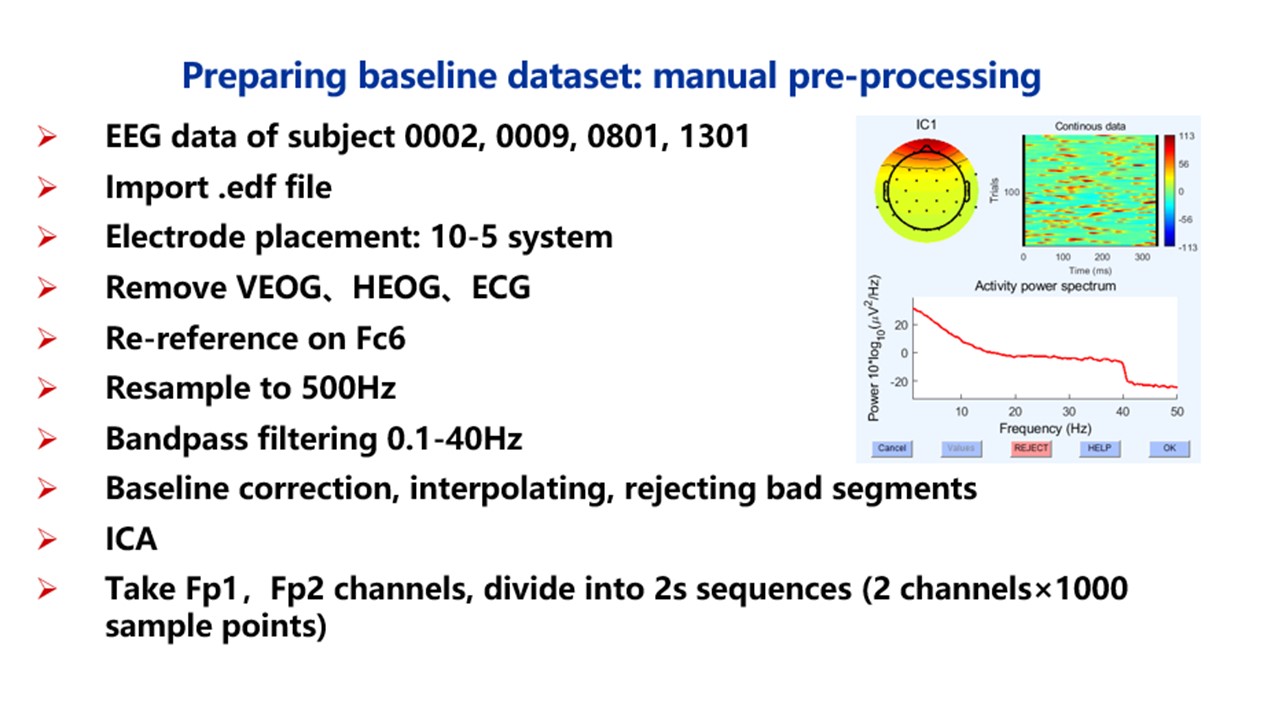 Preparing baseline dataset: manual pre-processing
➢ EEG data of subject 0002, 0009, 0801, 1301
➢ Import .edf file
➢ Electrode placement: 10-5 system
➢ Remove VEOG、HEOG、ECG
➢ Re-reference on Fc6
➢ Resample to 500Hz
➢ Bandpass filtering 0.1-40Hz
➢ Baseline correction, interpolating, rejecting bad segments
➢ ICA
➢ Take Fp1，Fp2 channels, divide into 2s sequences (2 channels×1000
sample points)
IC1
Continous data
Trials
100
113
56
0
-56
-113
0 100 200 300
Time (ms)
Activity power spectrum
Power 10*log10(μV2/Hz)
20
0
-20
10 20 30 40 50
Frequency (Hz)
Cancel Values REJECT HELP OK